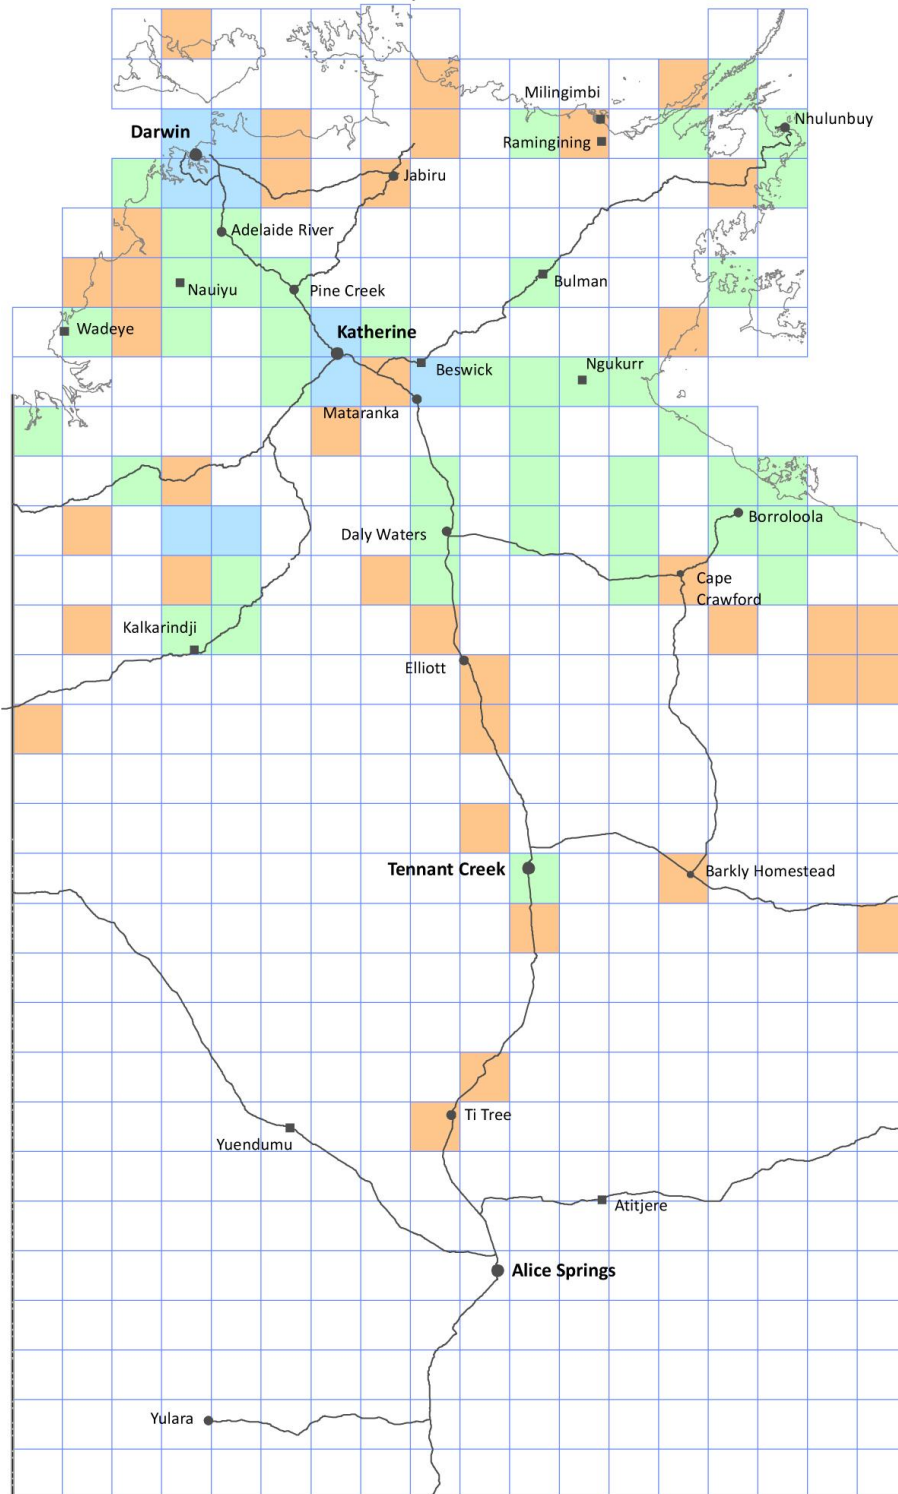 Milingimbi
Nhulunbuy
Darwin
Ramingining
Jabiru
Adelaide River
Bulman
Nauiyu
Pine Creek
Wadeye
Katherine
Ngukurr
Beswick
Mataranka
Borroloola
Daly Waters
Cape
Crawford
Kalkarindji
Elliott
Tennant Creek
Barkly Homestead
Ti Tree
Yuendumu
Atitjere
Alice Springs
Yulara